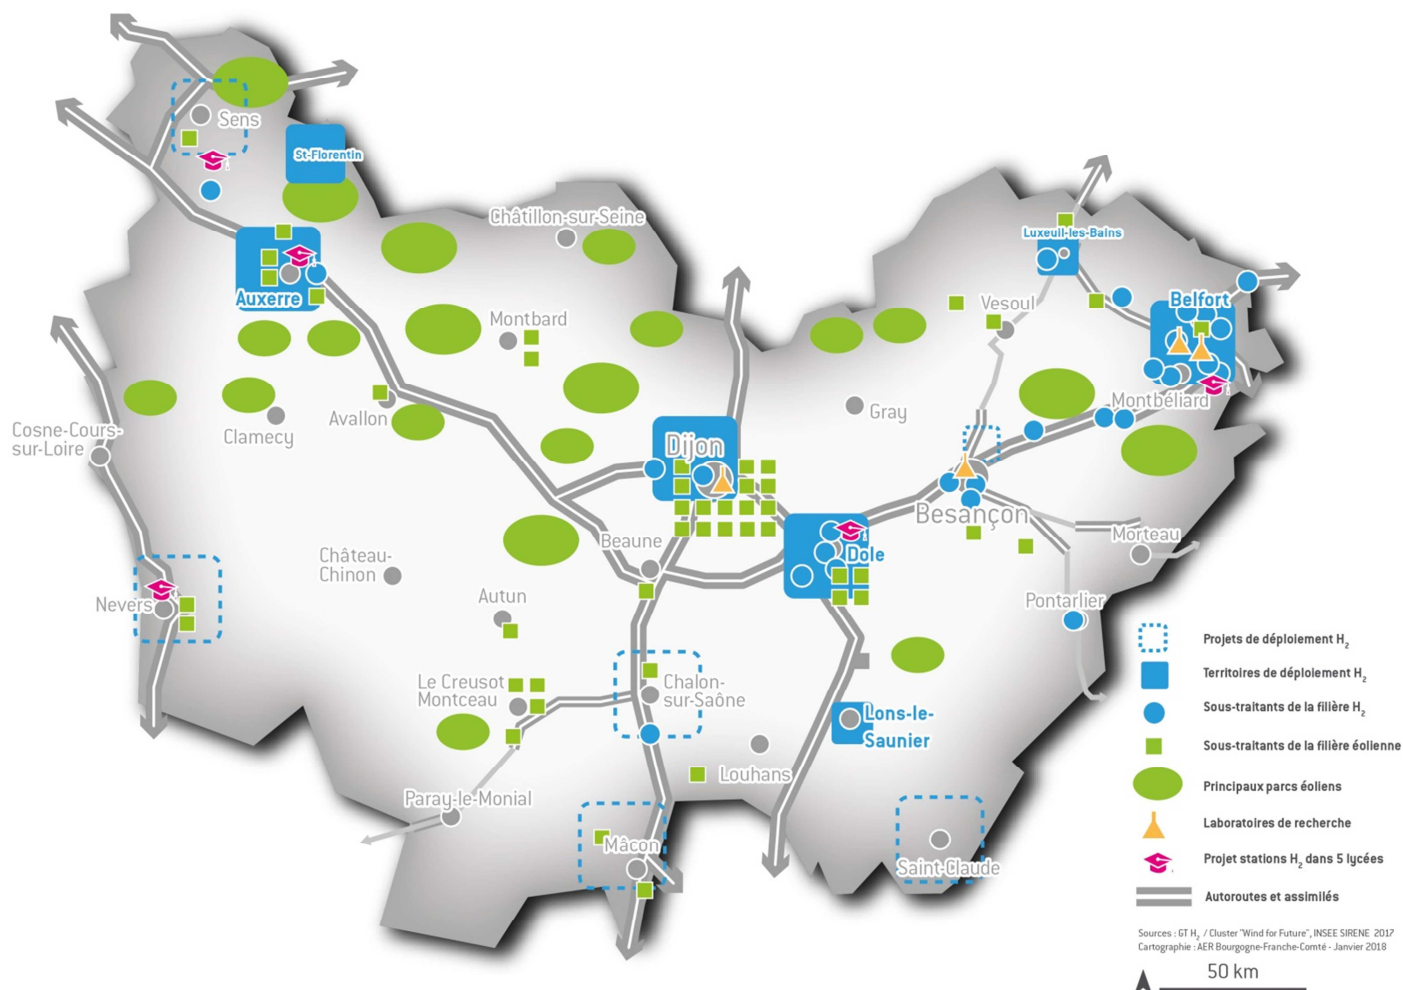 Sens
St-Florentin
Châtillon-sur-Seine
Luxeuil-les-Bains
Auxerre
Belfort
Vesoul
Montbard
Montbéliard
Gray
Avallon
Clamecy
Cosne-Cours-
sur-Loire
Dijon
Besançon
Morteau
Beaune
Dole
Château-
Chinon
Autun
Nevers
Pontarlier
Le Creusot
Montceau
Chalon-
sur-Saône
Lons-le-
Saunier
Louhans
Paray-le-Monial
Mâcon
Saint-Claude
Projets de déploiement H2
Territoires de déploiement H2
Sous-traitants de la filière H2
Sous-traitants de la filière éolienne
Principaux parcs éoliens
Laboratoires de recherche
Projet stations H2 dans 5 lycées
Autoroutes et assimilés
Sources : GT H2 / Cluster "Wind for Future", INSEE SIRENE 2017
Cartographie : AER Bourgogne-Franche-Comté - Janvier 2018
50 km